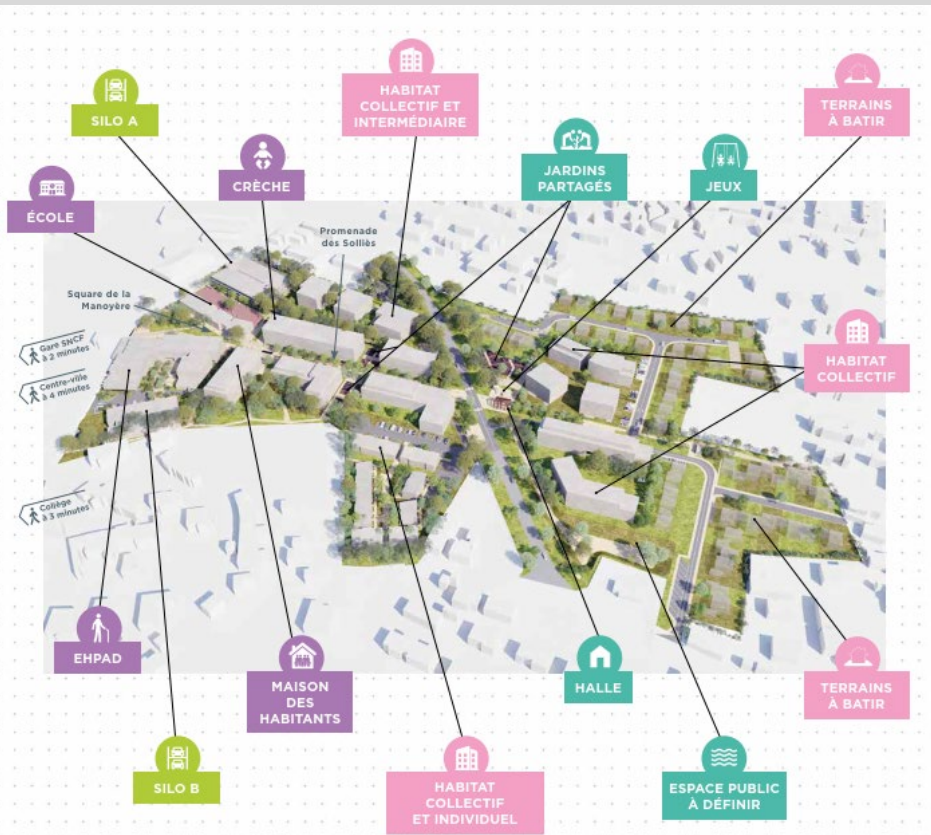 HABITAT
COLLECTIF ET
INTERMÉDIAIRE
TERRAINS
À BATIR
SILO A
CRÈCHE
JARDINS
PARTAGÉS
JEUX
ÉCOLE
Promenade
des Solliès
Square de la
Manoyère
Gare SNCF
à 2 minutes
Centre-ville
à 4 minutes
HABITAT
COLLECTIF
Collège
à 3 minutes
EHPAD
MAISON
DES
HABITANTS
HALLE
TERRAINS
À BATIR
SILO B
HABITAT
COLLECTIF
ET INDIVIDUEL
ESPACE PUBLIC
À DÉFINIR